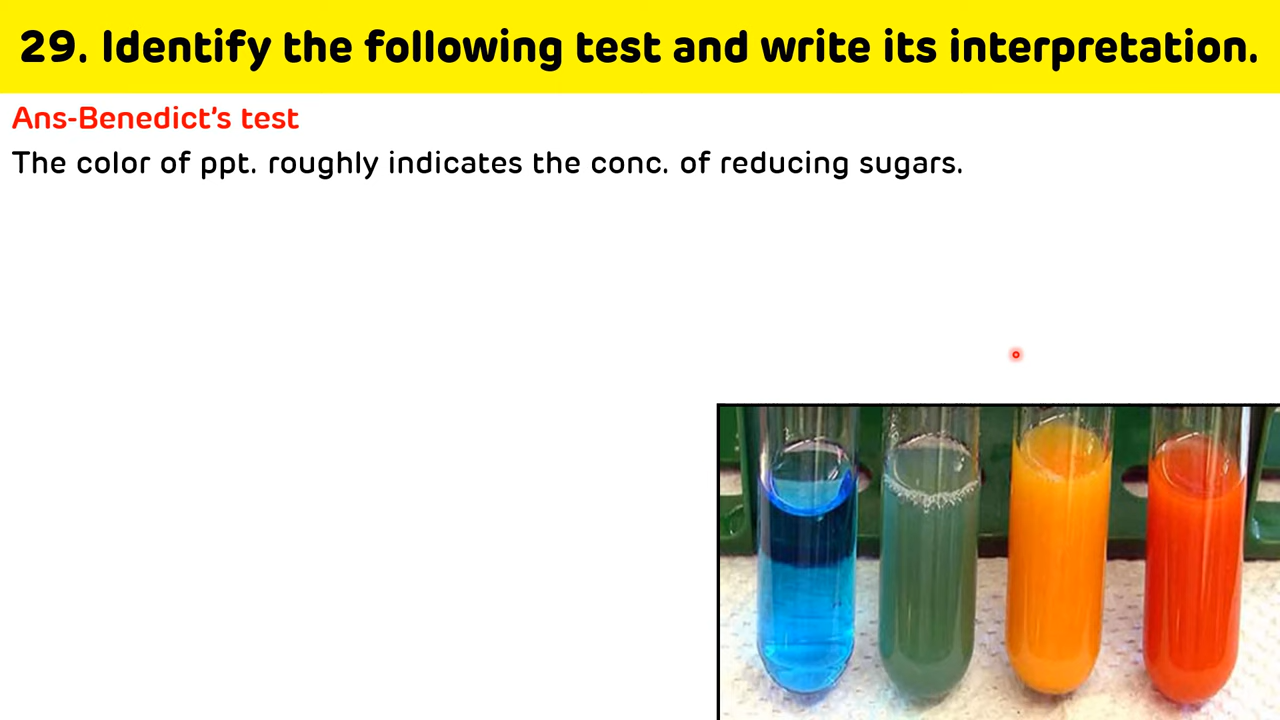 29. Identify the following test and write its interpretation.
Ans-Benedict's test
The color of ppt. roughly indicates the conc. of reducing sugars.